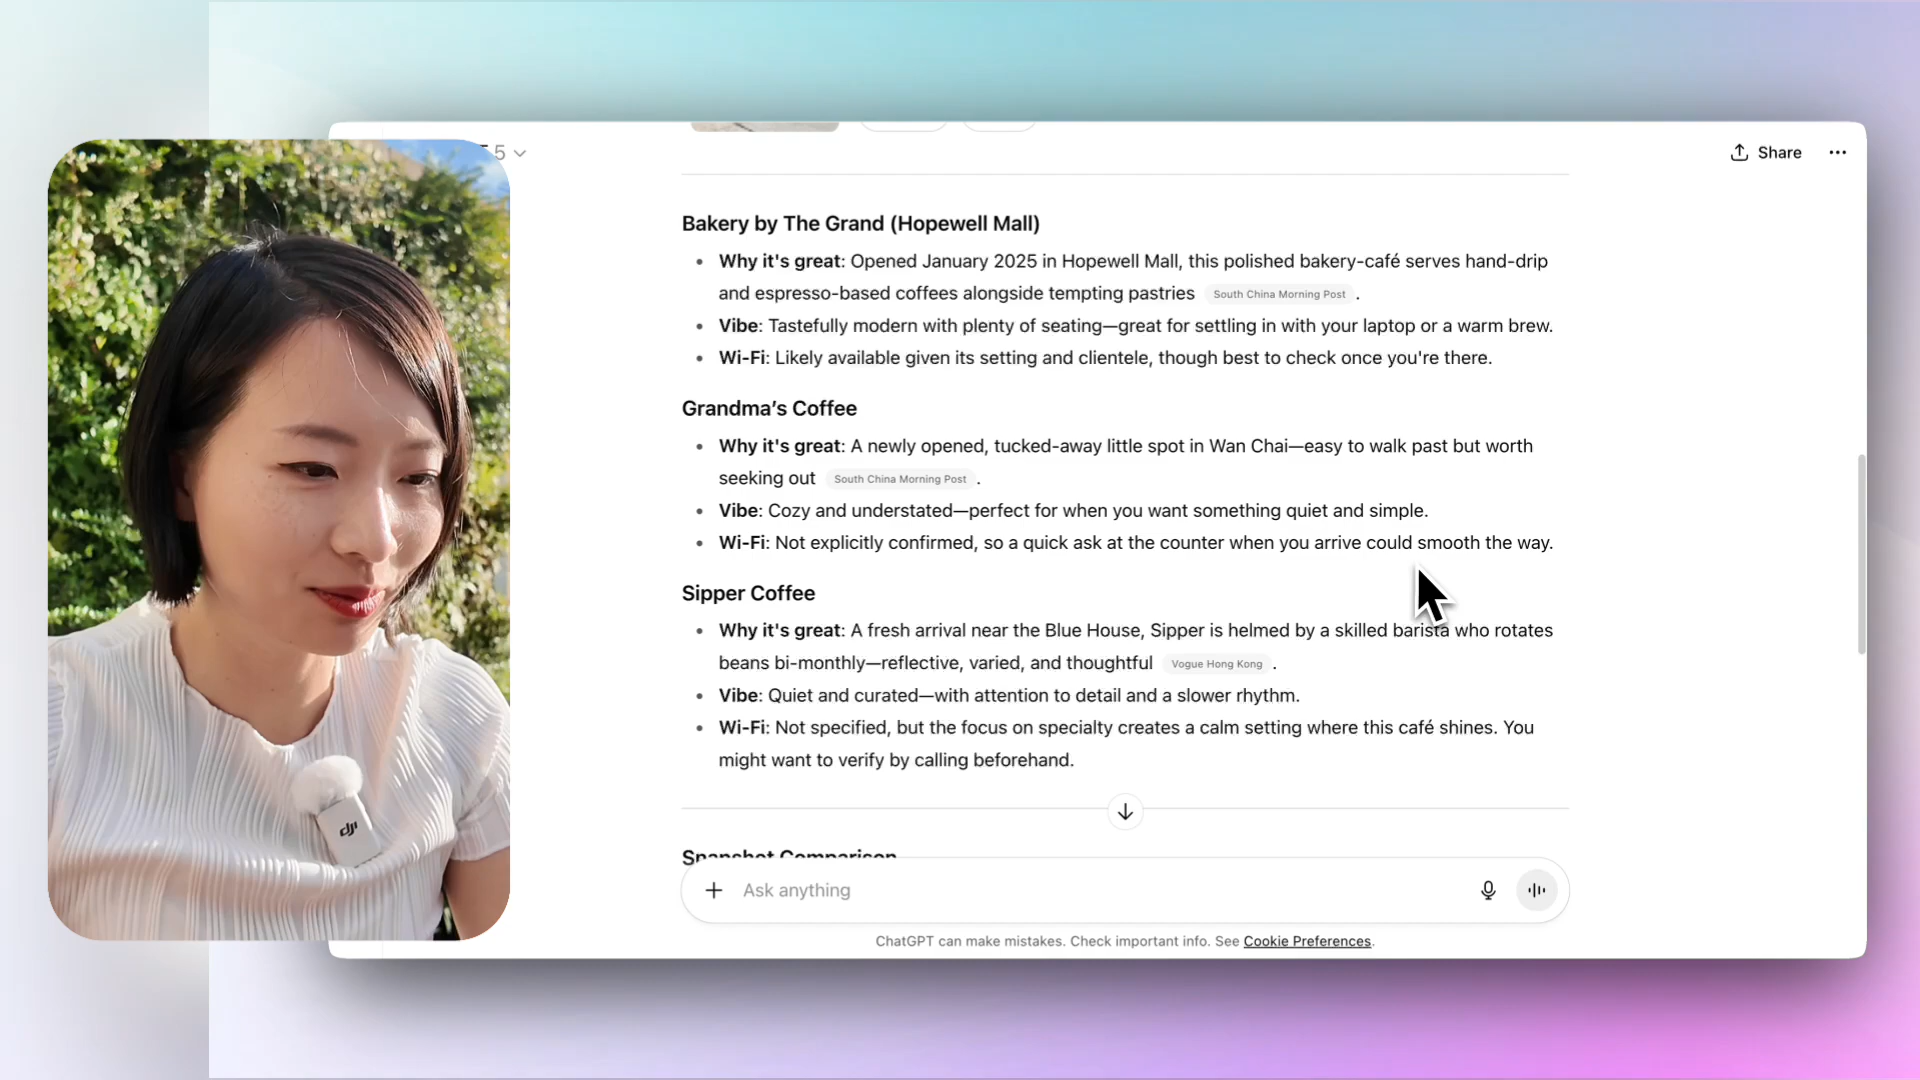 5
Share
Bakery by The Grand (Hopewell Mall)
Why it's great: Opened January 2025 in Hopewell Mall, this polished bakery-café serves hand-drip
and espresso-based coffees alongside tempting pastries South China Morning Post .
Vibe: Tastefully modern with plenty of seating—great for settling in with your laptop or a warm brew.
Wi-Fi: Likely available given its setting and clientele, though best to check once you're there.
Grandma’s Coffee
Why it's great: A newly opened, tucked-away little spot in Wan Chai—easy to walk past but worth
seeking out South China Morning Post .
Vibe: Cozy and understated—perfect for when you want something quiet and simple.
Wi-Fi: Not explicitly confirmed, so a quick ask at the counter when you arrive could smooth the way.
Sipper Coffee
Why it's great: A fresh arrival near the Blue House, Sipper is helmed by a skilled barista who rotates
beans bi-monthly—reflective, varied, and thoughtful Vogue Hong Kong .
Vibe: Quiet and curated—with attention to detail and a slower rhythm.
Wi-Fi: Not specified, but the focus on specialty creates a calm setting where this café shines. You
might want to verify by calling beforehand.
Snapshot Comparison
Ask anything
ChatGPT can make mistakes. Check important info. See Cookie Preferences.
dji